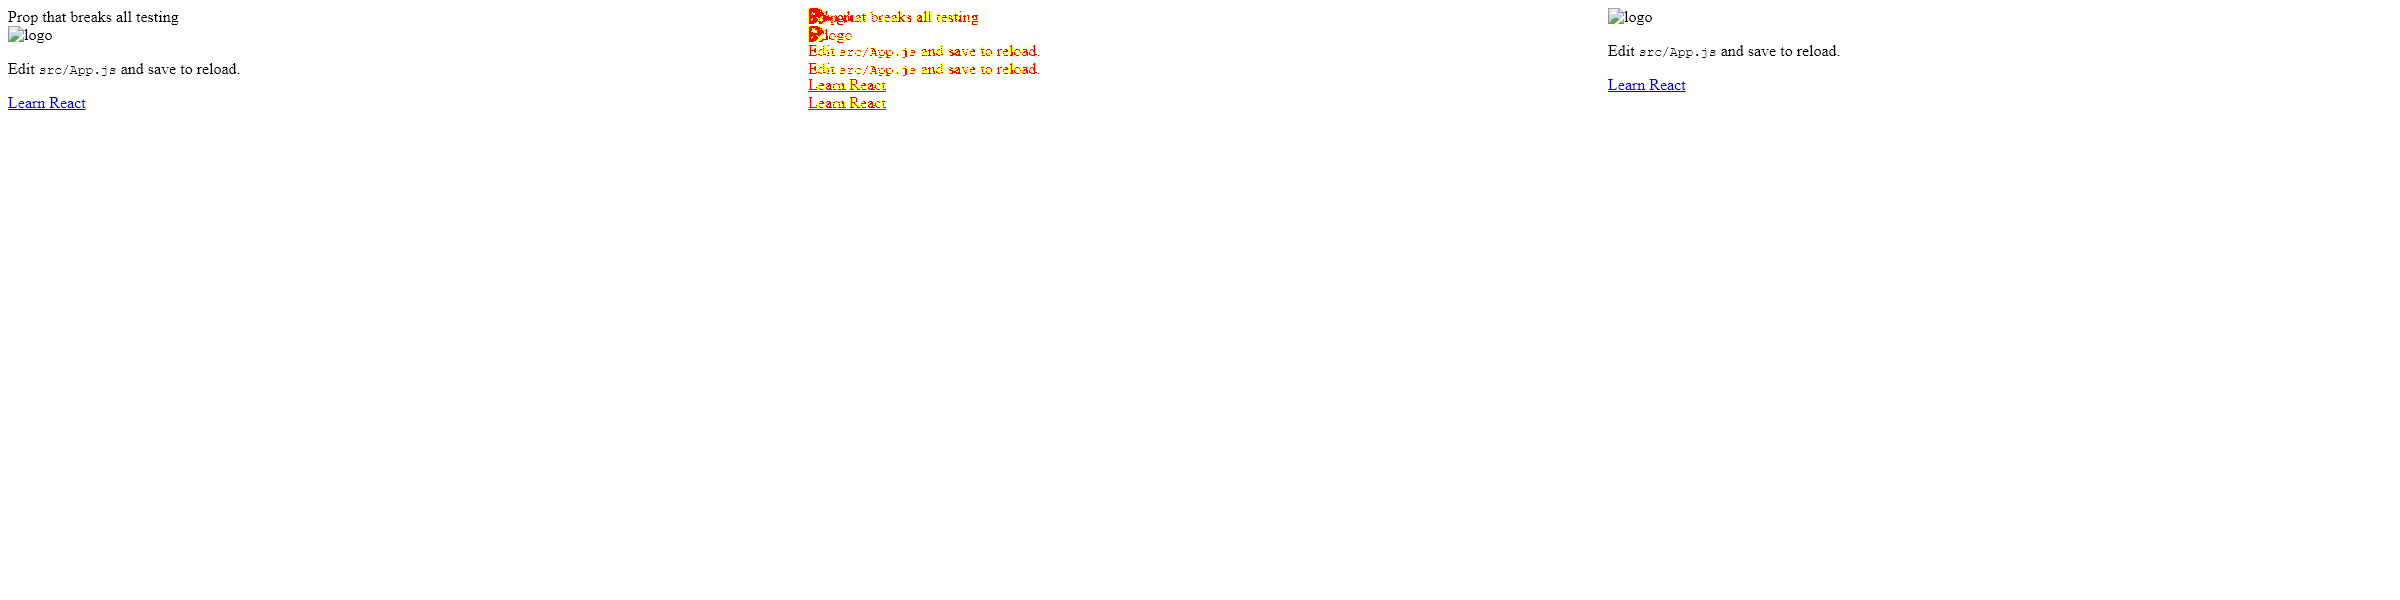 Prop that breaks all testing
logo
Edit src/App.js and save to reload.
Learn React
Prop that breaks all testing
logo
Edit src/App.js and save to reload.
Edit src/App.js and save to reload.
Learn React
Learn React
logo
Edit src/App.js and save to reload.
Learn React